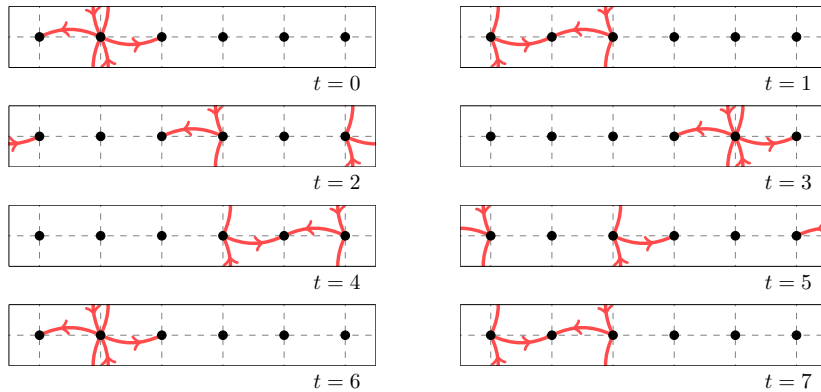 t = 0
t = 1
t = 2
t = 3
t = 4
t = 5
t = 6
t = 7